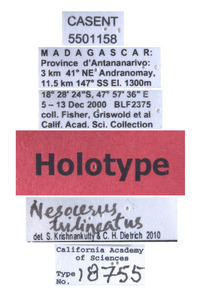 CASENT
5501158
MADAGASCAR:
Province d'Antananarivo:
3 km 41° NE Andranomay,
11.5 km 147° SS El. 1300m
18° 28' 24"S, 47° 57' 36" E
5 – 13 Dec 2000 BLF2375
coll. Fisher, Griswold et al
Calif. Acad. Sci. Collection
Holotype
Nesocerus
trilineatus
det. S. Krishnankutty & C. H. Dietrich 2010
California Academy
of Sciences
Type
No. 18755